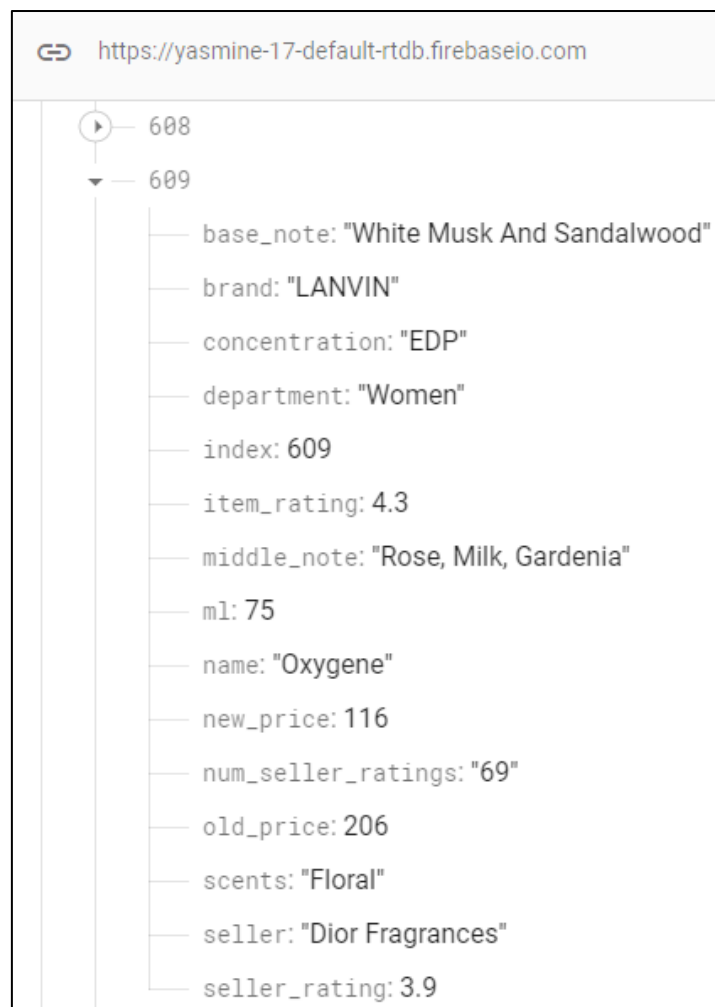 https://yasmine-17-default-rtdb.firebaseio.com
608
609
base_note: "White Musk And Sandalwood"
brand: "LANVIN"
concentration: "EDP"
department: "Women"
index: 609
item_rating: 4.3
middle_note: "Rose, Milk, Gardenia"
ml: 75
name: "Oxygene"
new_price: 116
num_seller_ratings: "69"
old_price: 206
scents: "Floral"
seller: "Dior Fragrances"
seller_rating: 3.9